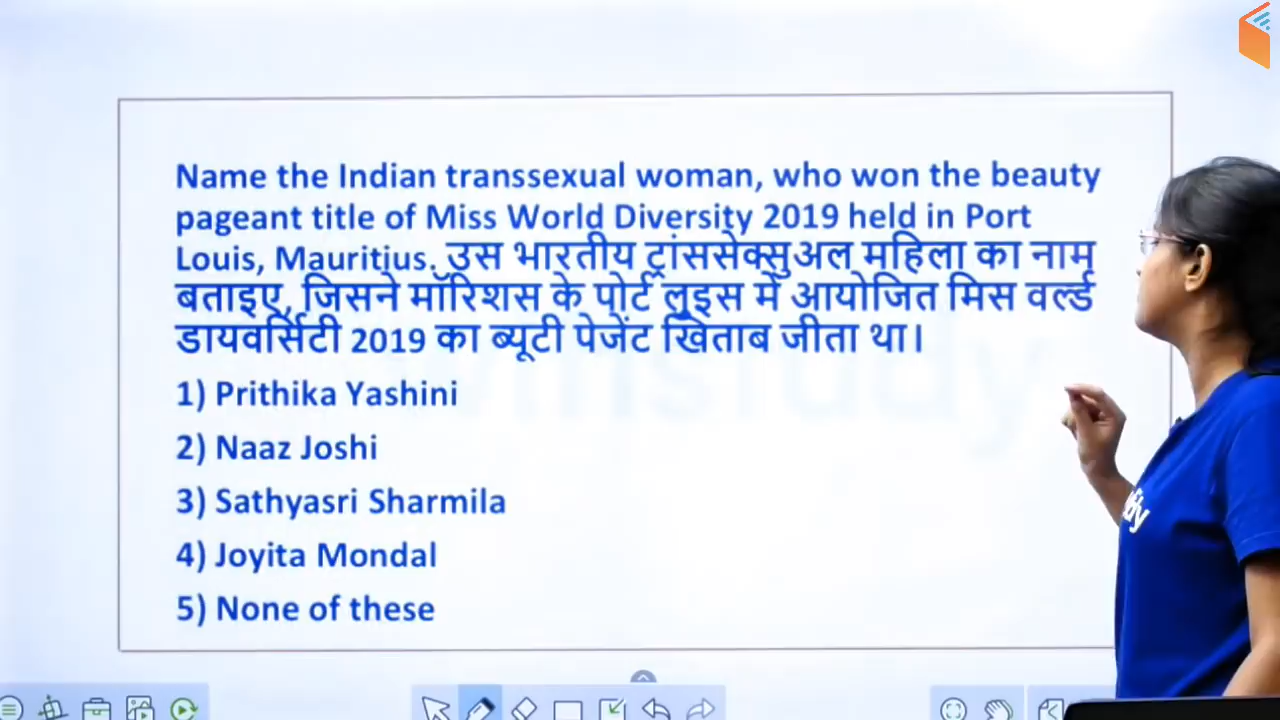 Name the Indian transsexual woman, who won the beauty
pageant title of Miss World Diversity 2019 held in Port
Louis, Mauritius. उस भारतीय ट्रांससेक्सुअल महिला का नाम
बताइए, जिसने मॉरिशस के पोर्ट लुइस में आयोजित मिस वर्ल्ड
डायवर्सिटी 2019 का ब्यूटी पेजेंट खिताब जीता था।
1) Prithika Yashini
2) Naaz Joshi
3) Sathyasri Sharmila
4) Joyita Mondal
5) None of these